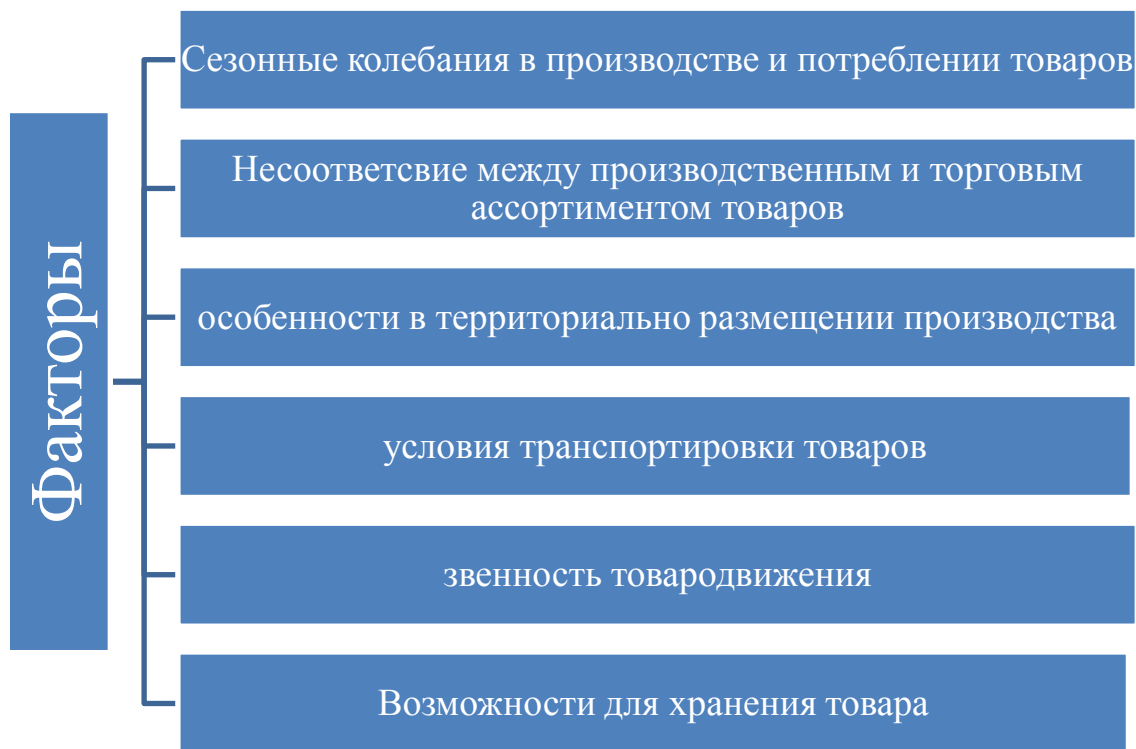 Факторы
Сезонные колебания в производстве и потреблении товаров
Несоответсвие между производственным и торговым
ассортиментом товаров
особенности в территориально размещении производства
условия транспортировки товаров
звенность товародвижения
Возможности для хранения товара